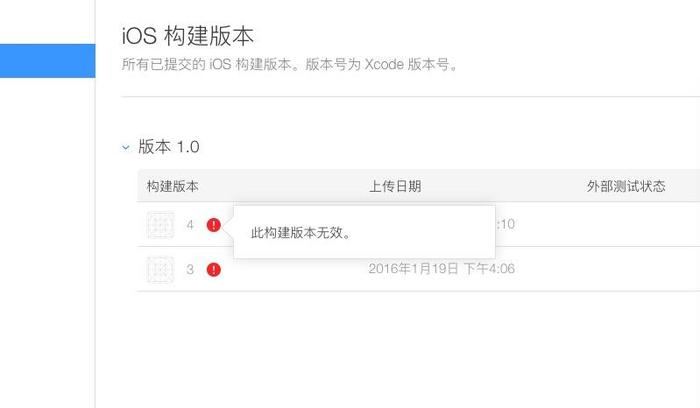 iOS 构建版本
所有已提交的 iOS 构建版本。版本号为 Xcode 版本号。
版本 1.0
构建版本 上传日期 外部测试状态
4 此构建版本无效。 :10
3 2016年1月19日 下午4:06